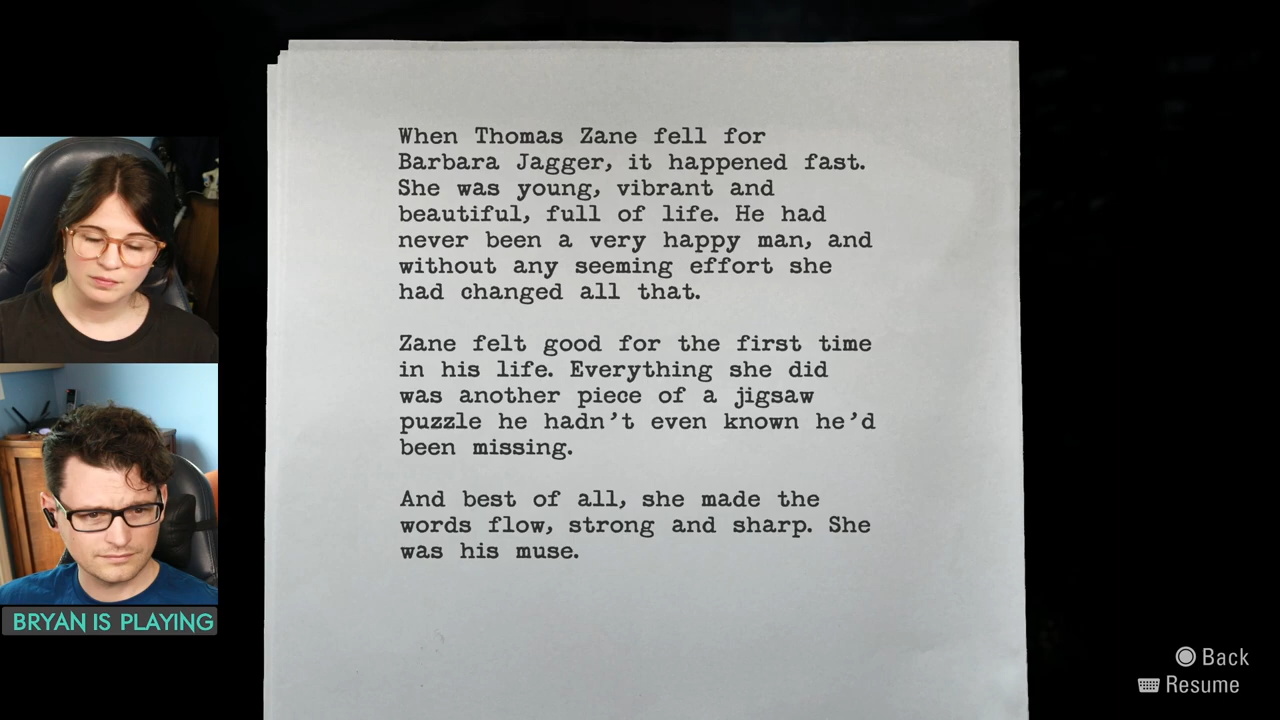 When Thomas Zane fell for
Barbara Jagger, it happened fast.
She was young, vibrant and
beautiful, full of life. He had
never been a very happy man, and
without any seeming effort she
had changed all that.
Zane felt good for the first time
in his life. Everything she did
was another piece of a jigsaw
puzzle he hadn’t even known he’d
been missing.
And best of all, she made the
words flow, strong and sharp. She
was his muse.
BRYAN IS PLAYING
Back
Resume